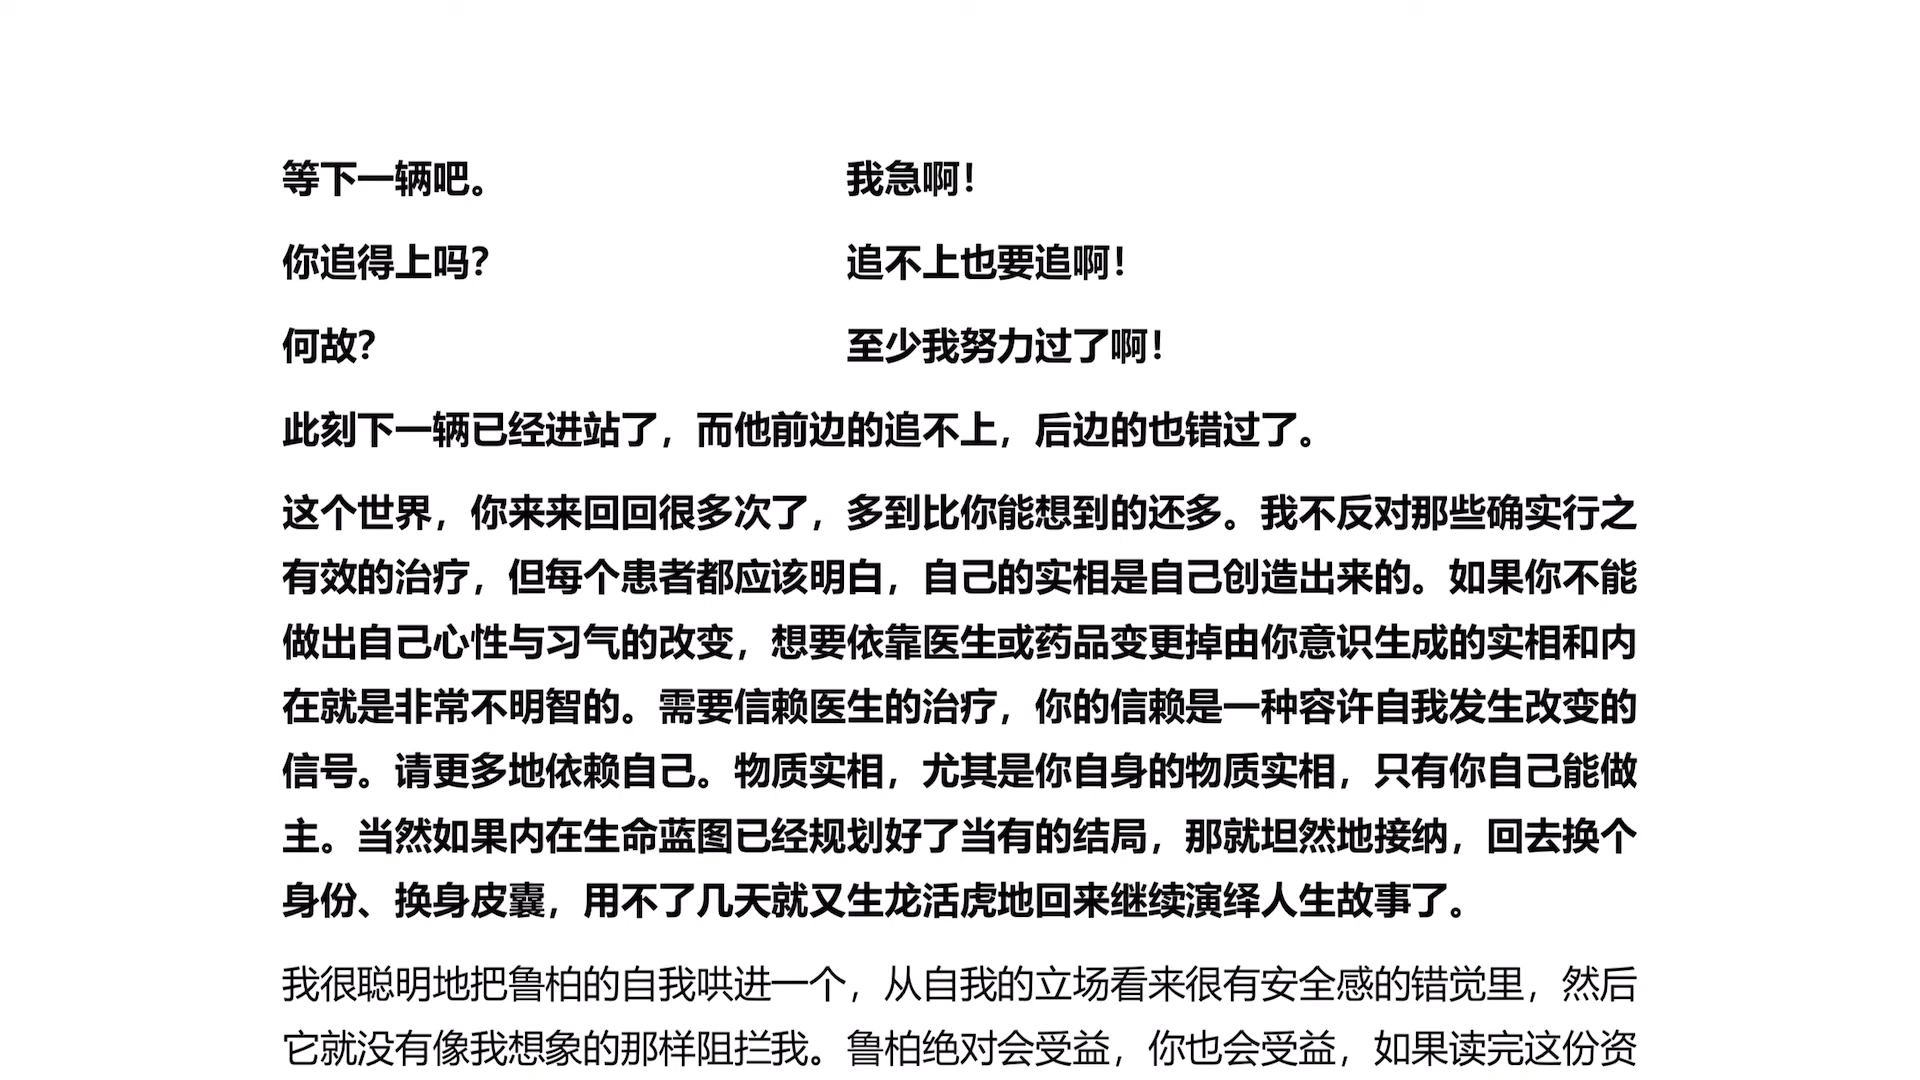 等下一辆吧。 我急啊！
你追得上吗？ 追不上也要追啊！
何故？ 至少我努力过了啊！
此刻下一辆已经进站了，而他前边的追不上，后边的也错过了。
这个世界，你来来回回很多次了，多到比你能想到的还多。我不反对那些确实行之
有效的治疗，但每个患者都应该明白，自己的实相是自己创造出来的。如果你不能
做出自己心性与习气的改变，想要依靠医生或药品变更掉由你意识生成的实相和内
在就是非常不明智的。需要信赖医生的治疗，你的信赖是一种容许自我发生改变的
信号。请更多地依赖自己。物质实相，尤其是你自身的物质实相，只有你自己能做
主。当然如果内在生命蓝图已经规划好了当有的结局，那就坦然地接纳，回去换个
身份、换身皮囊，用不了几天就又生龙活虎地回来继续演绎人生故事了。
我很聪明地把鲁柏的自我哄进一个，从自我的立场看来很有安全感的错觉里，然后
它就没有像我想象的那样阻拦我。鲁柏绝对会受益，你也会受益，如果读完这份资